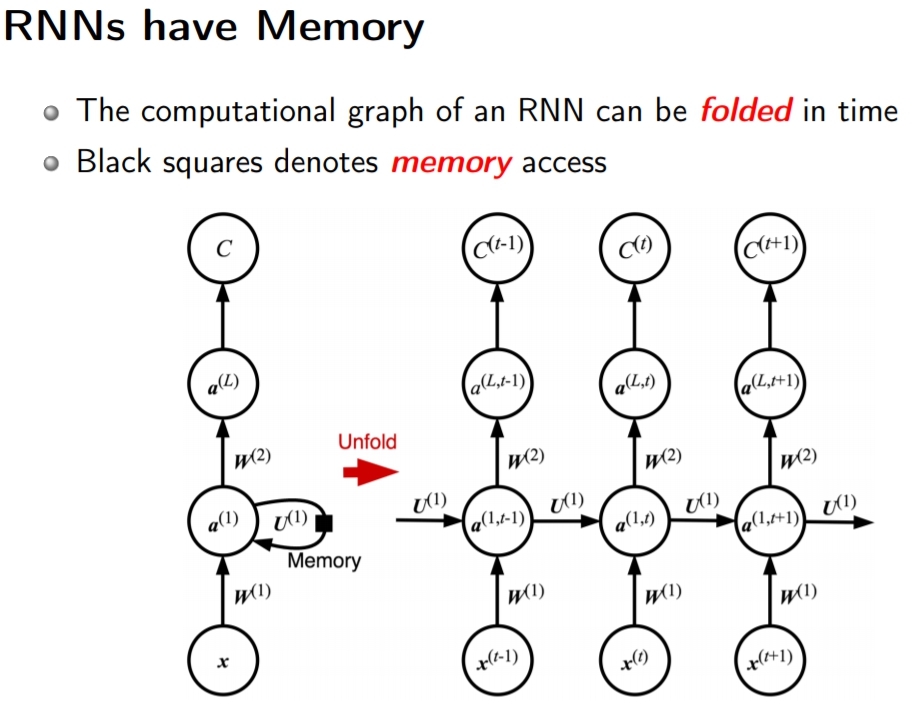 RNNs have Memory
The computational graph of an RNN can be folded in time
Black squares denotes memory access
C C(t-1) C(t) C(t+1)
a(L) a(L,t-1) a(L,t) a(L,t+1)
Unfold
W(2) W(2) W(2) W(2)
U(1) U(1) U(1) U(1)
a(1) U(1) a(1,t-1) a(1,t) a(1,t+1)
Memory
W(1) W(1) W(1) W(1)
x x(t-1) x(t) x(t+1)